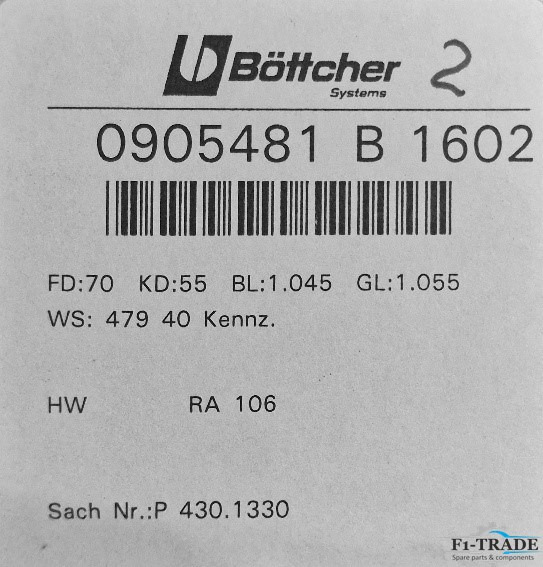 Böttcher 2
Systems
0905481 B 1602
FD:70 KD:55 BL:1.045 GL:1.055
WS: 479 40 Kennz.
HW RA 106
Sach Nr.:P 430.1330
F1-TRADE
Spare parts & components